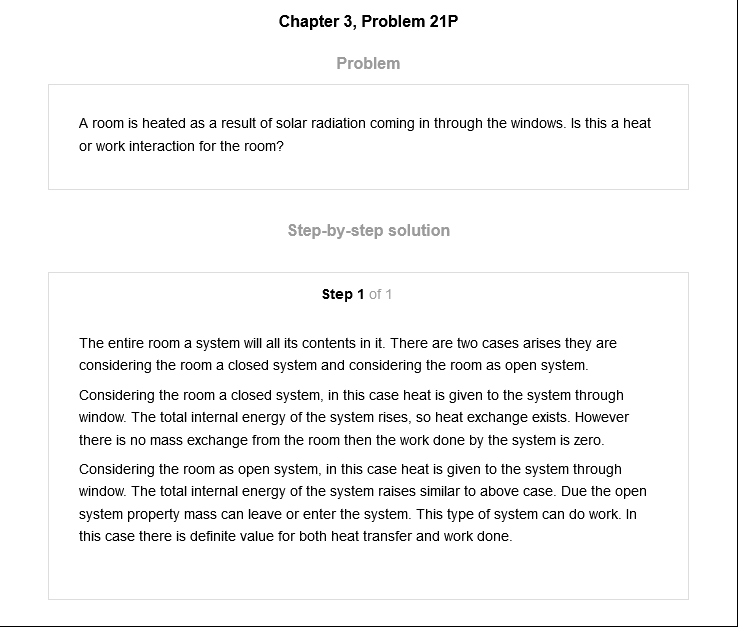 Chapter 3, Problem 21P
Problem
A room is heated as a result of solar radiation coming in through the windows. Is this a heat
or work interaction for the room?
Step-by-step solution
Step 1 of 1
The entire room a system will all its contents in it. There are two cases arises they are
considering the room a closed system and considering the room as open system.
Considering the room a closed system, in this case heat is given to the system through
window. The total internal energy of the system rises, so heat exchange exists. However
there is no mass exchange from the room then the work done by the system is zero.
Considering the room as open system, in this case heat is given to the system through
window. The total internal energy of the system raises similar to above case. Due the open
system property mass can leave or enter the system. This type of system can do work. In
this case there is definite value for both heat transfer and work done.